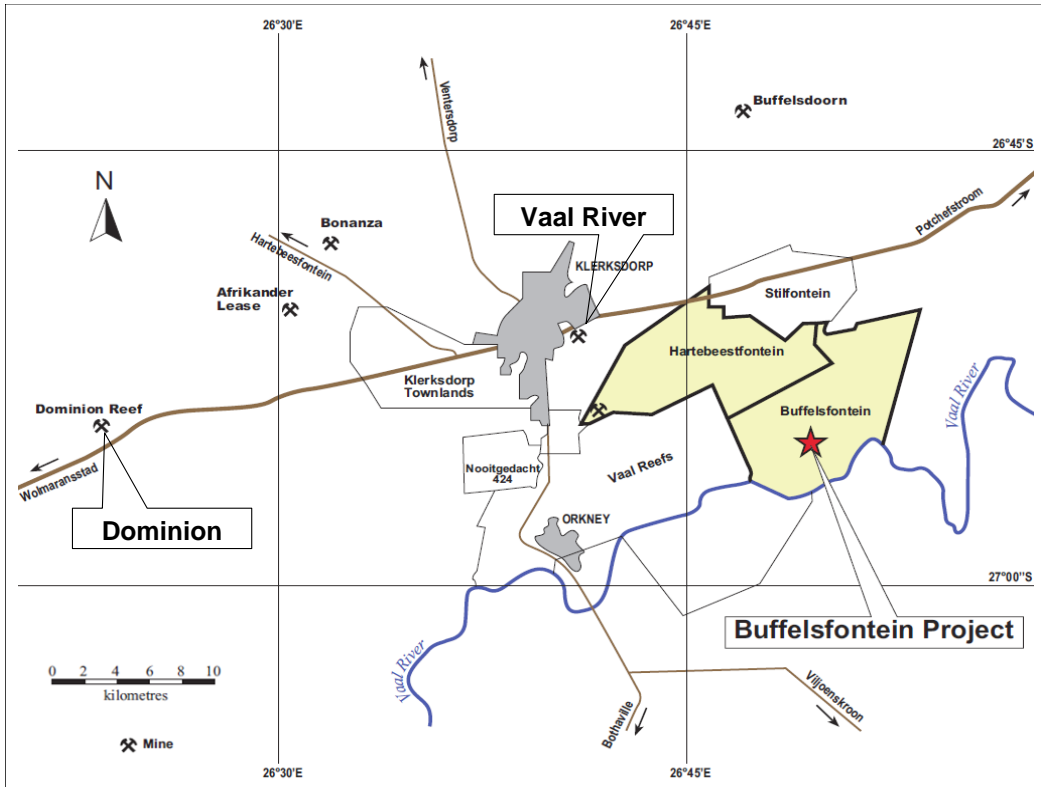 26°30'E
26°45'E
Buffelsdoorn
Ventersdorp
26°45'S
N
Potchefstroom
Vaal River
Bonanza
Hartebeesfontein
KLERKSDORP
Stilfontein
Afrikander
Lease
Hartebeestfontein
Klerksdorp
Townlands
Dominion Reef
Buffelsfontein
Vaal River
Vaal Reefs
Nooitgedacht
424
Wolmaransstad
Dominion
ORKNEY
27°00''S
Buffelsfontein Project
Vaal River
0 2 4 6 8 10
kilometres
Viljoenskroon
Bothaville
Mine
26°30'E
26°45'E